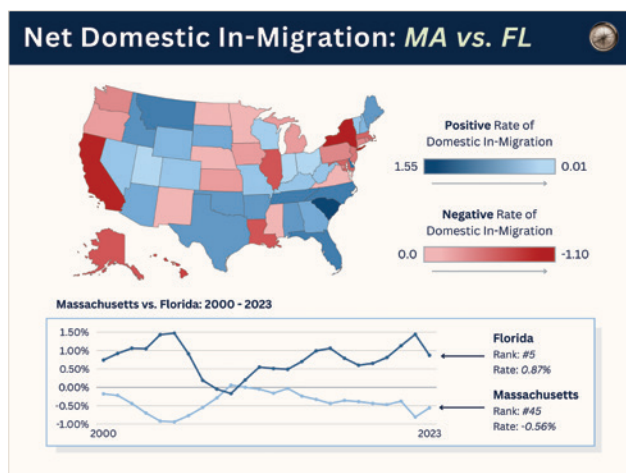 Net Domestic In-Migration: MA vs. FL
Positive Rate of
Domestic In-Migration
1.55
0.01
Negative Rate of
Domestic In-Migration
0.0
-1.10
Massachusetts vs. Florida: 2000 - 2023
1.50%
1.00%
0.50%
0.00%
-0.50%
-1.00%
2000
2023
Florida
Rank: #5
Rate: 0.87%
Massachusetts
Rank: #45
Rate: -0.56%